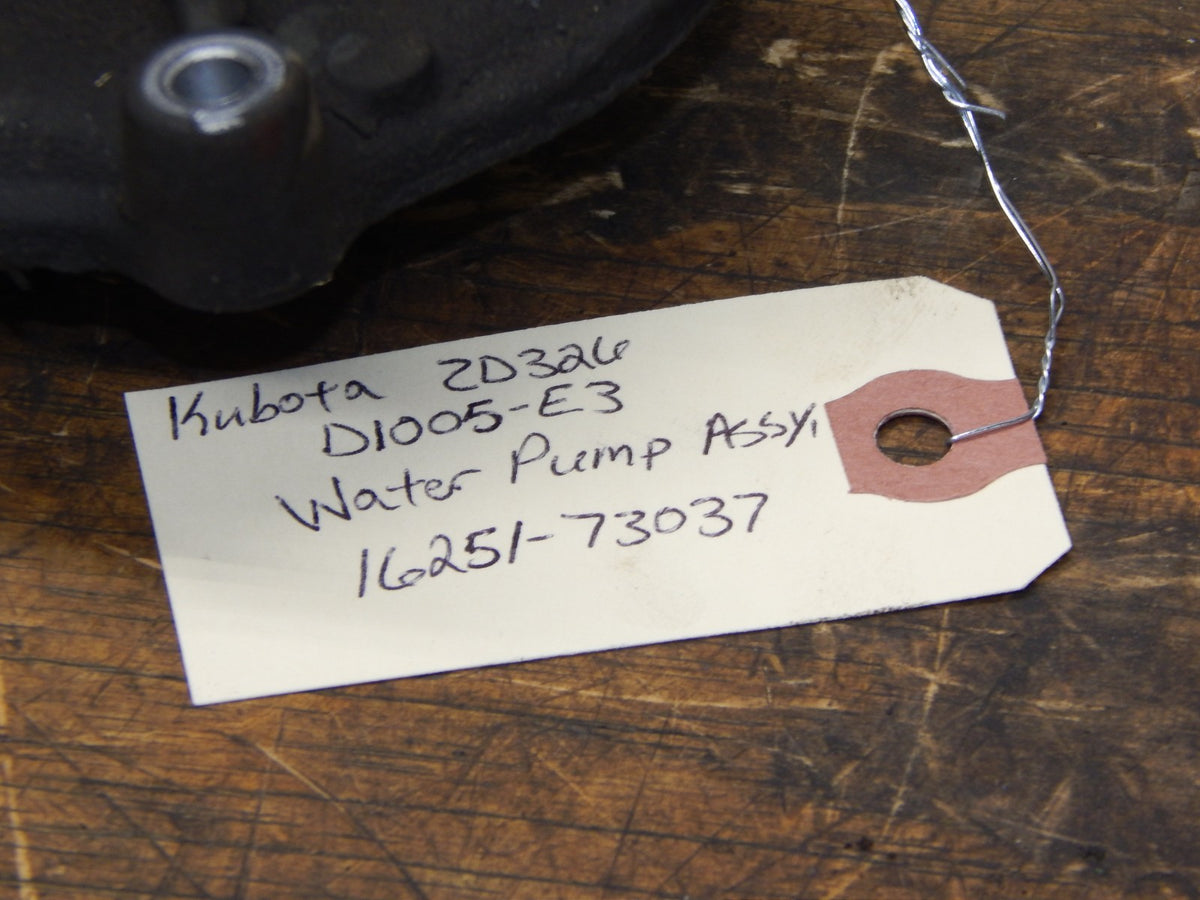 Kubota ZD326
D1005-E3
Water Pump Assy.
16251-73037